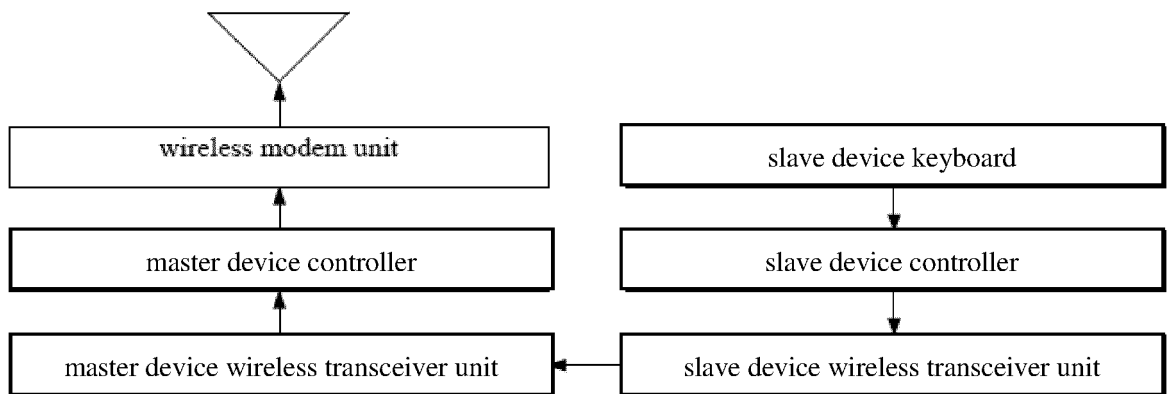 wireless modem unit
slave device keyboard
master device controller
slave device controller
master device wireless transceiver unit
slave device wireless transceiver unit